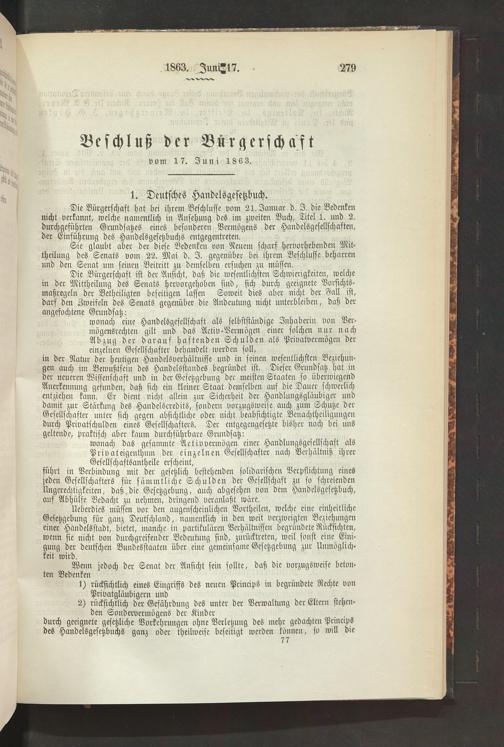 1863. Juni 17.
279
Beschluß der Bürgerschaft
vom 17. Juni 1863.
1. Deutsches Handelsgesetzbuch.
Die Bürgerschaft hat bei ihrem Beschlusse vom 21. Januar d. J. die Bedenken
nicht verkannt, welche namentlich in Ansehung des im zweiten Buch, Titel 1. und 2.
durchgeführten Grundsatzes eines besonderen Vermögens der Handelsgesellschaften,
der Einführung des Handelsgesetzbuchs entgegentreten.
Sie glaubt aber der diese Bedenken von Neuem scharf hervorhebenden Mit-
theilung des Senats vom 22. Mai d. J. gegenüber bei ihrem Beschlusse beharren
und den Senat um seinen Beitritt zu demselben ersuchen zu müssen.
Die Bürgerschaft ist der Ansicht, daß die wesentlichsten Schwierigkeiten, welche
in der Mittheilung des Senats hervorgehoben sind, sich durch geeignete Vorsichts-
maßregeln der Betheiligten beseitigen lassen. Soweit dies aber nicht der Fall ist,
darf den Zweifeln des Senats gegenüber die Andeutung nicht unterbleiben, daß der
angefochtene Grundsatz:
wonach eine Handelsgesellschaft als selbstständige Inhaberin von Ver-
mögensrechten gilt und das Activ-Vermögen einer solchen nur nach
Abzug der darauf haftenden Schulden als Privatvermögen der
einzelnen Gesellschafter behandelt werden soll,
in der Natur der heutigen Handelsverhältnisse und in seinen wesentlichsten Beziehun-
gen auch im Bewußtsein des Handelsstandes begründet ist. Dieser Grundsatz hat in
der neueren Wissenschaft und in der Gesetzgebung der meisten Staaten so überwiegend
Anerkennung gefunden, daß sich ein kleiner Staat demselben auf die Dauer schwerlich
entziehen kann. Er dient nicht allein zur Sicherheit der Handlungsgläubiger und
damit zur Stärkung des Handelscredits, sondern vorzugsweise auch zum Schutze der
Gesellschafter unter sich gegen absichtliche oder nicht beabsichtigte Benachtheiligungen
durch Privatschulden eines Gesellschafters. Der entgegengesetzte bisher noch bei uns
geltende, praktisch aber kaum durchführbare Grundsatz:
wonach das gesammte Activvermögen einer Handlungsgesellschaft als
Privateigenthum der einzelnen Gesellschafter nach Verhältniß ihrer
Gesellschaftsantheile erscheint,
führt in Verbindung mit der gesetzlich bestehenden solidarischen Verpflichtung eines
jeden Gesellschafters für sämmtliche Schulden der Gesellschaft zu so schreienden
Ungerechtigkeiten, daß die Gesetzgebung, auch abgesehen von dem Handelsgesetzbuch,
auf Abhülfe Bedacht zu nehmen, dringend veranlaßt wäre.
Ueberdies müssen vor den augenscheinlichen Vortheilen, welche eine einheitliche
Gesetzgebung für ganz Deutschland, namentlich in den weit verzweigten Beziehungen
einer Handelsstadt, bietet, manche in partikularen Verhältnissen begründete Rücksichten,
wenn sie nicht von durchgreifender Bedeutung sind, zurücktreten, weil sonst eine Eini-
gung der deutschen Bundesstaaten über eine gemeinsame Gesetzgebung zur Unmöglich-
keit wird.
Wenn jedoch der Senat der Ansicht sein sollte, daß die vorzugsweise beton-
ten Bedenken
1) rücksichtlich eines Eingriffs des neuen Princips in begründete Rechte von
Privatgläubigern und
2) rücksichtlich der Gefährdung des unter der Verwaltung der Eltern stehen-
den Sondervermögens der Kinder
durch geeignete gesetzliche Vorkehrungen ohne Verletzung des mehr gedachten Princips
des Handelsgesetzbuchs ganz oder theilweise beseitigt werden können, so will die
77